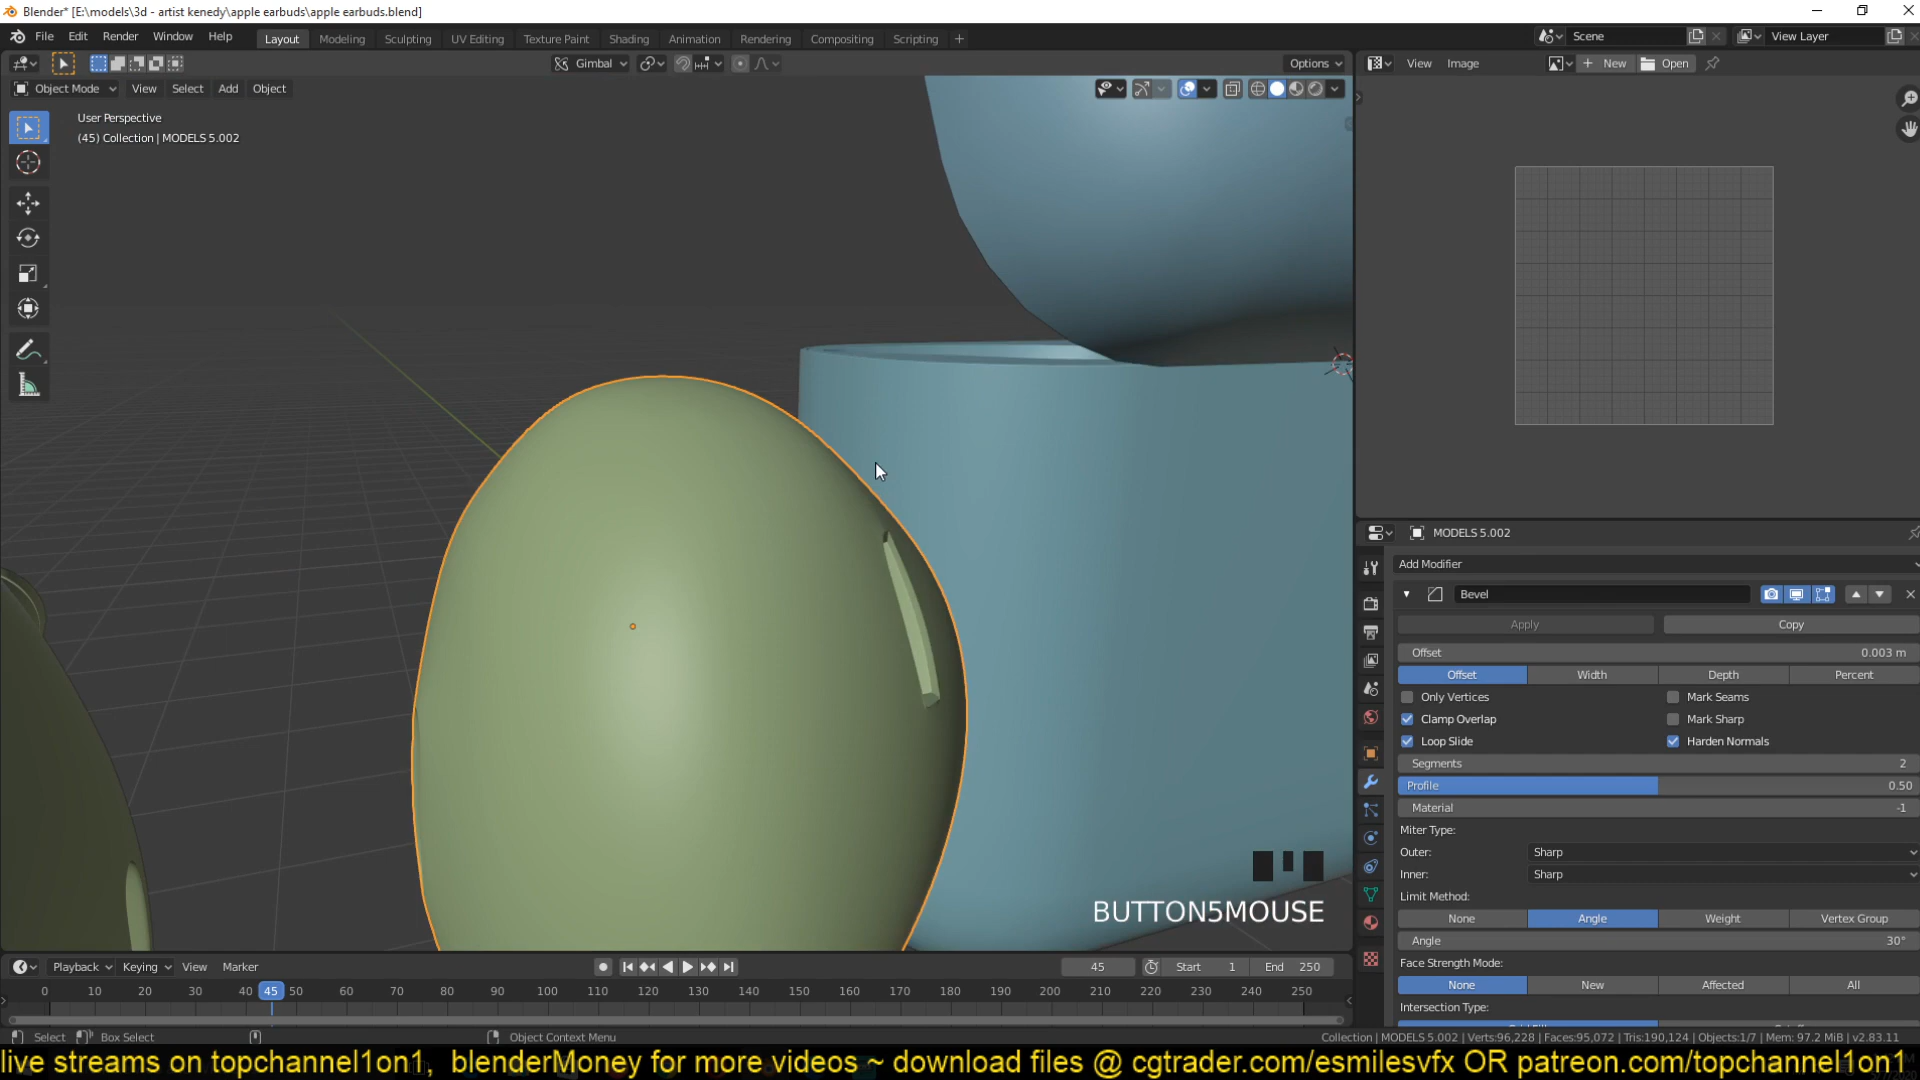 Blender* [E:\models\3d - artist kenedy\apple earbuds\apple earbuds.blend]
File Edit Render Window Help
Layout Modeling Sculpting UV Editing Texture Paint Shading Animation Rendering Compositing Scripting +
Scene
View Layer
Gimbal
Options
View Image
New
Open
Object Mode View Select Add Object
User Perspective
(45) Collection | MODELS 5.002
BUTTON5MOUSE
MODELS 5.002
Add Modifier
Bevel
Apply Copy
Offset 0.003 m
Offset Width Depth Percent
Only Vertices Mark Seams
Clamp Overlap Mark Sharp
Loop Slide Harden Normals
Segments 2
Profile 0.50
Material -1
Miter Type:
Outer: Sharp
Inner: Sharp
Limit Method:
None Angle Weight Vertex Group
Angle 30°
Face Strength Mode:
None New Affected All
Intersection Type:
Playback Keying View Marker
45 Start 1 End 250
0 10 20 30 40 45 50 60 70 80 90 100 110 120 130 140 150 160 170 180 190 200 210 220 230 240 250
Select Box Select Object Context Menu
Collection | MODELS 5.002 | Verts:96,228 | Faces:95,072 | Tris:190,124 | Objects:1/7 | Mem: 97.2 MiB | v2.83.11
live streams on topchannel1on1, blenderMoney for more videos ~ download files @ cgtrader.com/esmilesvfx OR patreon.com/topchannel1on1